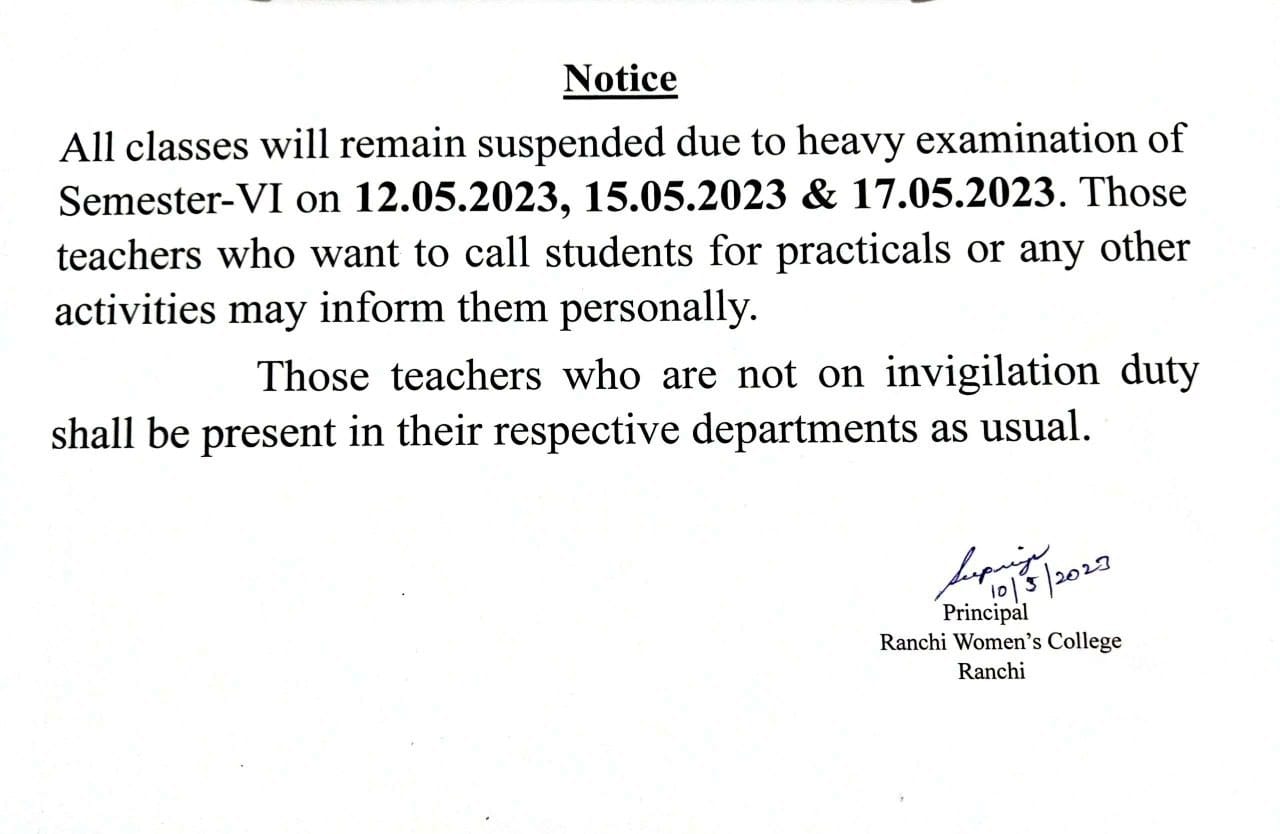 Notice
All classes will remain suspended due to heavy examination of
Semester-VI on 12.05.2023, 15.05.2023 & 17.05.2023. Those
teachers who want to call students for practicals or any other
activities may inform them personally.
Those teachers who are not on invigilation duty
shall be present in their respective departments as usual.
10/5/2023
Principal
Ranchi Women's College
Ranchi